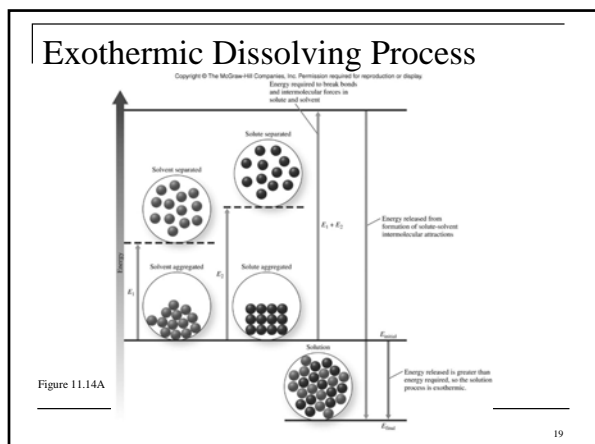 Exothermic Dissolving Process
Copyright © The McGraw-Hill Companies, Inc. Permission required for reproduction or display.
Energy required to break bonds
and intermolecular forces in
solute and solvent
Solute separated
Solvent separated
Energy released from
formation of solute-solvent
intermolecular attractions
E₁ + E₂
Energy
Solvent aggregated
Solute aggregated
E₂
E₁
Einitial
Solution
Energy released is greater than
energy required, so the solution
process is exothermic.
Figure 11.14A
Efinal
19